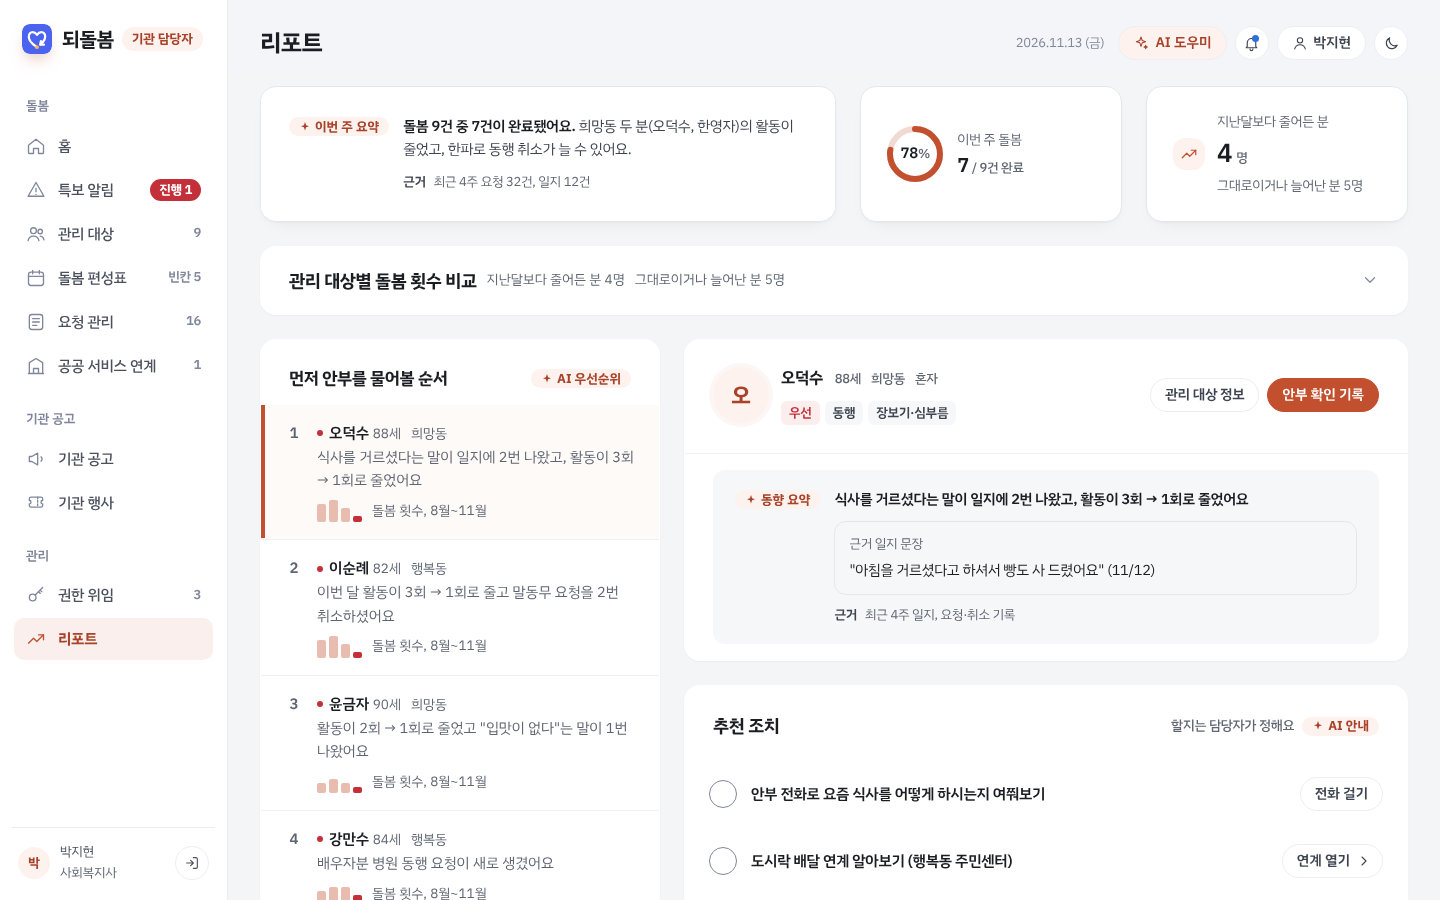 되돌봄 기관 담당자
돌봄
홈
특보 알림 진행 1
관리 대상 9
돌봄 편성표 빈칸 5
요청 관리 16
공공 서비스 연계 1
기관 공고
기관 공고
기관 행사
관리
권한 위임 3
리포트
박
박지현
사회복지사
리포트
2026.11.13 (금)
AI 도우미
박지현
이번 주 요약
돌봄 9건 중 7건이 완료됐어요. 희망동 두 분(오덕수, 한영자)의 활동이
줄었고, 한파로 동행 취소가 늘 수 있어요.
근거 최근 4주 요청 32건, 일지 12건
78%
이번 주 돌봄
7 / 9건 완료
지난달보다 줄어든 분
4 명
그대로이거나 늘어난 분 5명
관리 대상별 돌봄 횟수 비교 지난달보다 줄어든 분 4명 그대로이거나 늘어난 분 5명
먼저 안부를 물어볼 순서 AI 우선순위
1 오덕수 88세 희망동
식사를 거르셨다는 말이 일지에 2번 나왔고, 활동이 3회
→ 1회로 줄었어요
돌봄 횟수, 8월~11월
2 이순례 82세 행복동
이번 달 활동이 3회 → 1회로 줄고 말동무 요청을 2번
취소하셨어요
돌봄 횟수, 8월~11월
3 윤금자 90세 희망동
활동이 2회 → 1회로 줄었고 "입맛이 없다"는 말이 1번
나왔어요
돌봄 횟수, 8월~11월
4 강만수 84세 행복동
배우자분 병원 동행 요청이 새로 생겼어요
돌봄 횟수, 8월~11월
오
오덕수 88세 희망동 혼자
우선 동행 장보기·심부름
관리 대상 정보
안부 확인 기록
동향 요약
식사를 거르셨다는 말이 일지에 2번 나왔고, 활동이 3회 → 1회로 줄었어요
근거 일지 문장
"아침을 거르셨다고 하셔서 빵도 사 드렸어요" (11/12)
근거 최근 4주 일지, 요청·취소 기록
추천 조치
할지는 담당자가 정해요 AI 안내
안부 전화로 요즘 식사를 어떻게 하시는지 여쭤보기 전화 걸기
도시락 배달 연계 알아보기 (행복동 주민센터) 연계 열기